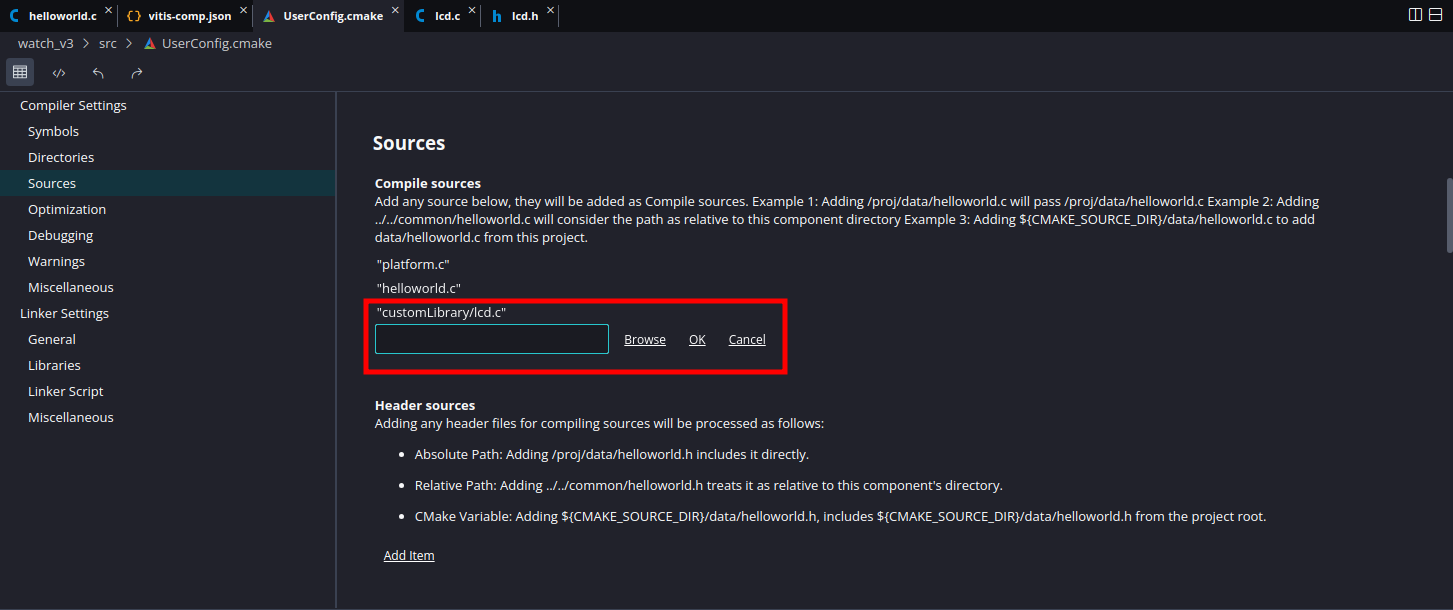 helloworld.c
vitis-comp.json
UserConfig.cmake
lcd.c
lcd.h
watch_v3 > src > UserConfig.cmake
Compiler Settings
Symbols
Directories
Sources
Optimization
Debugging
Warnings
Miscellaneous
Linker Settings
General
Libraries
Linker Script
Miscellaneous
Sources
Compile sources
Add any source below, they will be added as Compile sources. Example 1: Adding /proj/data/helloworld.c will pass /proj/data/helloworld.c Example 2: Adding
../../common/helloworld.c will consider the path as relative to this component directory Example 3: Adding ${CMAKE_SOURCE_DIR}/data/helloworld.c to add
data/helloworld.c from this project.
"platform.c"
"helloworld.c"
"customLibrary/lcd.c"
Browse OK Cancel
Header sources
Adding any header files for compiling sources will be processed as follows:
• Absolute Path: Adding /proj/data/helloworld.h includes it directly.
• Relative Path: Adding ../../common/helloworld.h treats it as relative to this component's directory.
• CMake Variable: Adding ${CMAKE_SOURCE_DIR}/data/helloworld.h, includes ${CMAKE_SOURCE_DIR}/data/helloworld.h from the project root.
Add Item